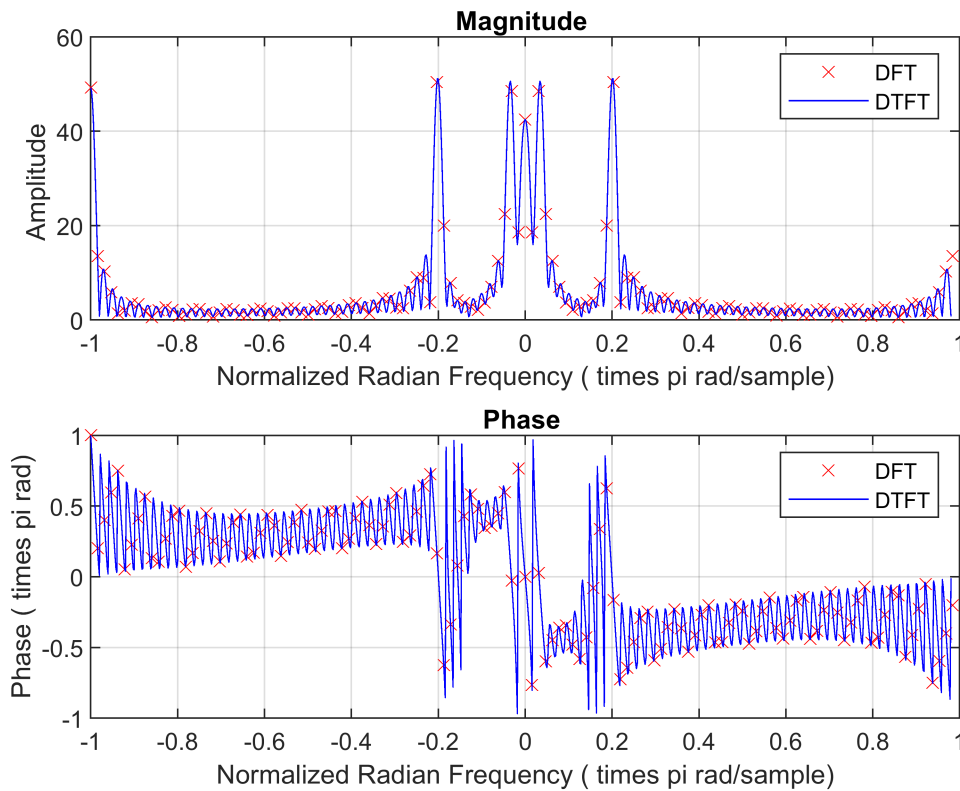 Magnitude
60
40
20
0
Amplitude
DFT
DTFT
-1 -0.8 -0.6 -0.4 -0.2 0 0.2 0.4 0.6 0.8 1
Normalized Radian Frequency ( times pi rad/sample)
Phase
1
0.5
0
-0.5
-1
Phase ( times pi rad)
DFT
DTFT
-1 -0.8 -0.6 -0.4 -0.2 0 0.2 0.4 0.6 0.8 1
Normalized Radian Frequency ( times pi rad/sample)